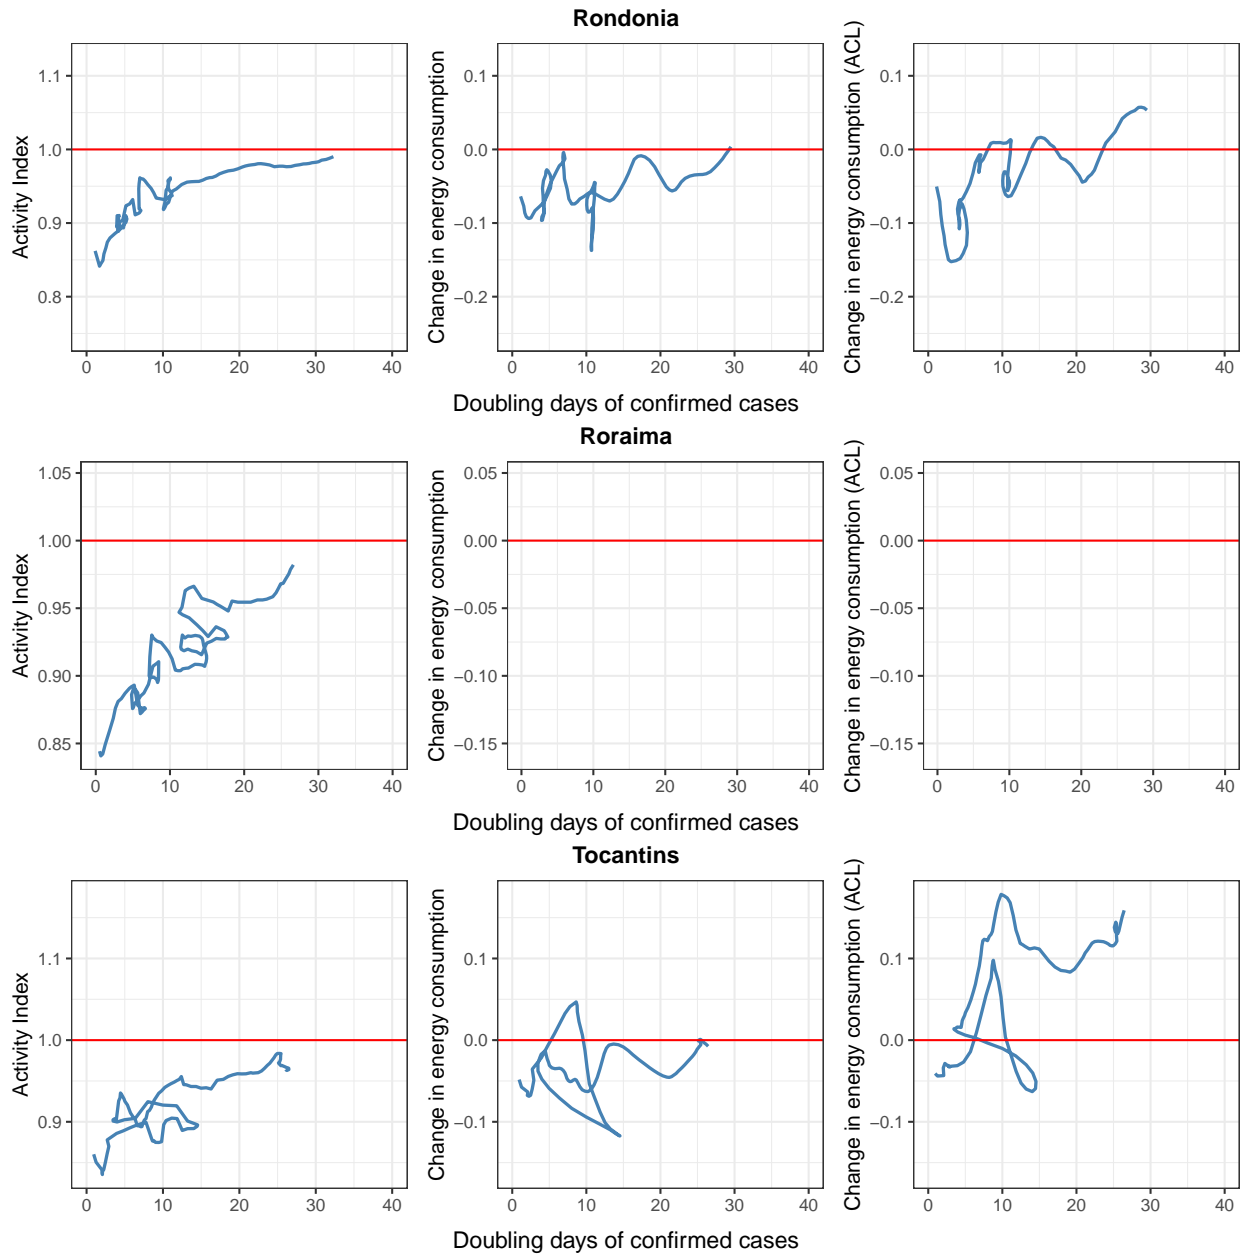 Rondonia
Activity Index
1.1
1.0
0.9
0.8
0 10 20 30 40
Change in energy consumption
0.1
0.0
−0.1
−0.2
0 10 20 30 40
Change in energy consumption (ACL)
0.1
0.0
−0.1
−0.2
0 10 20 30 40
Doubling days of confirmed cases
Roraima
Activity Index
1.05
1.00
0.95
0.90
0.85
0 10 20 30 40
Change in energy consumption
0.05
0.00
−0.05
−0.10
−0.15
0 10 20 30 40
Change in energy consumption (ACL)
0.05
0.00
−0.05
−0.10
−0.15
0 10 20 30 40
Doubling days of confirmed cases
Tocantins
Activity Index
1.1
1.0
0.9
0 10 20 30 40
Change in energy consumption
0.1
0.0
−0.1
0 10 20 30 40
Change in energy consumption (ACL)
0.1
0.0
−0.1
0 10 20 30 40
Doubling days of confirmed cases